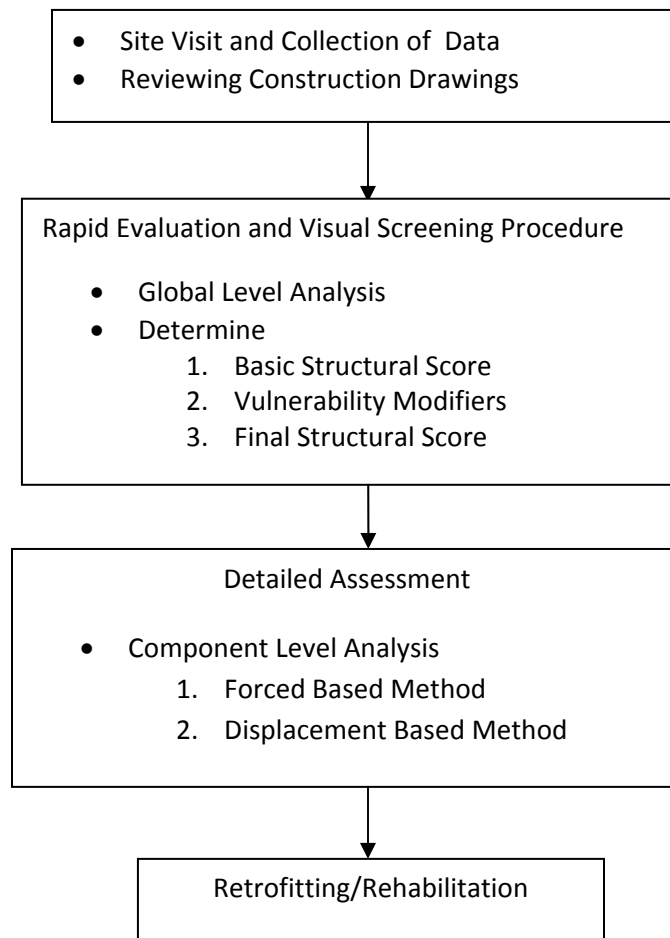 • Site Visit and Collection of Data
• Reviewing Construction Drawings
Rapid Evaluation and Visual Screening Procedure
• Global Level Analysis
• Determine
1. Basic Structural Score
2. Vulnerability Modifiers
3. Final Structural Score
Detailed Assessment
• Component Level Analysis
1. Forced Based Method
2. Displacement Based Method
Retrofitting/Rehabilitation